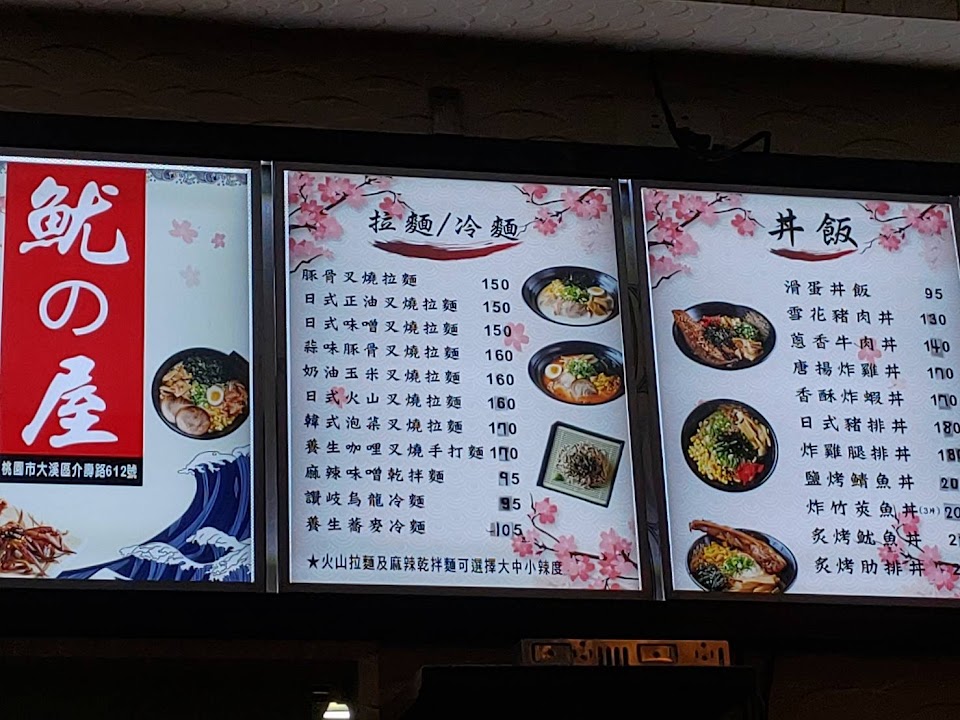 魷の屋
桃園市大溪區介壽路612號
拉麵/冷麵
豚骨叉燒拉麵 150
日式正油叉燒拉麵 150
日式味噌叉燒拉麵 150
蒜味豚骨叉燒拉麵 160
奶油玉米叉燒拉麵 160
日式火山叉燒拉麵 160
韓式泡菜叉燒拉麵 170
養生咖哩叉燒手打麵 170
麻辣味噌乾拌麵 95
讚岐烏龍冷麵 95
養生蕎麥冷麵 105
★火山拉麵及麻辣乾拌麵可選擇大中小辣度
丼飯
滑蛋丼飯 95
雪花豬肉丼 130
蔥香牛肉丼 140
唐揚炸雞丼 170
香酥炸蝦丼 170
日式豬排丼 180
炸雞腿排丼 180
鹽烤鯖魚丼 20
炸竹莢魚丼(3片) 20
炙烤魷魚丼 2
炙烤肋排丼 2